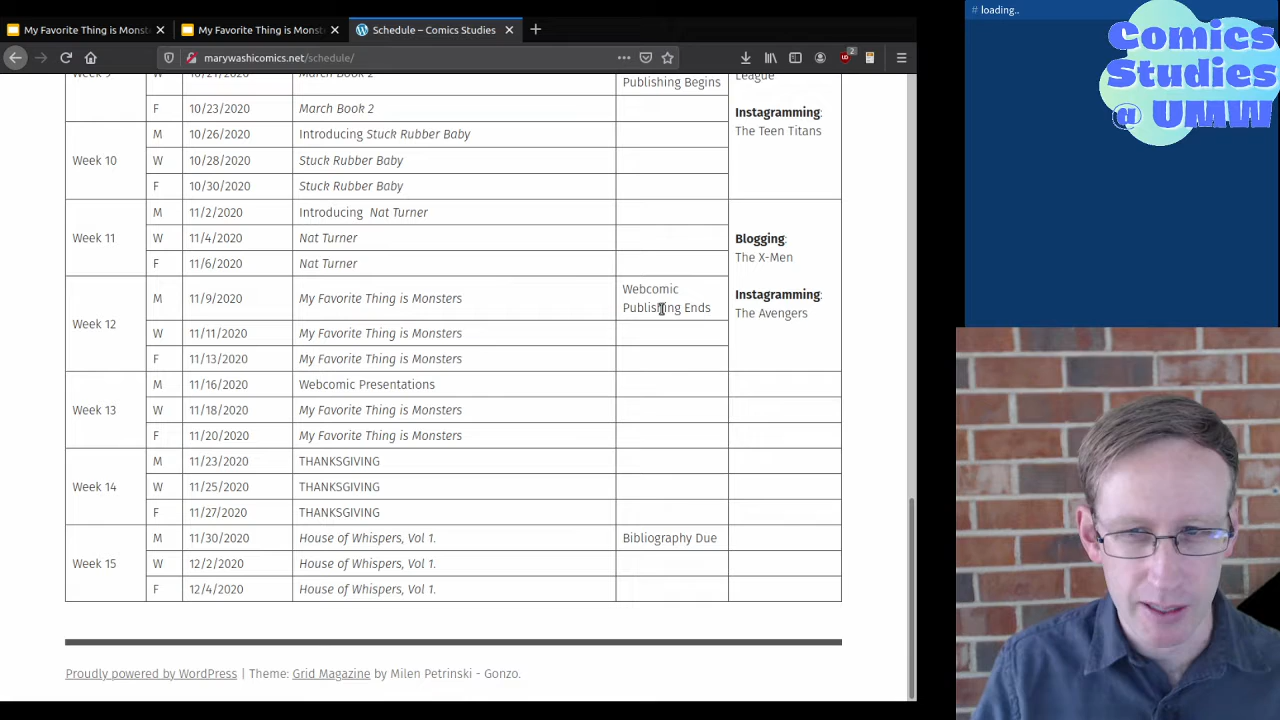 My Favorite Thing is Monst
My Favorite Thing is Monst
Schedule – Comics Studies
# loading..
marywashicomics.net/schedule/
2
Comics
Studies
@ UMW
Publishing Begins
League
March Book 2
F 10/23/2020 March Book 2
Instagramming:
The Teen Titans
M 10/26/2020 Introducing Stuck Rubber Baby
Week 10 W 10/28/2020 Stuck Rubber Baby
F 10/30/2020 Stuck Rubber Baby
M 11/2/2020 Introducing Nat Turner
Week 11 W 11/4/2020 Nat Turner
Blogging:
The X-Men
F 11/6/2020 Nat Turner
Week 12 M 11/9/2020 My Favorite Thing is Monsters
Webcomic
Publishing Ends
Instagramming:
The Avengers
W 11/11/2020 My Favorite Thing is Monsters
F 11/13/2020 My Favorite Thing is Monsters
M 11/16/2020 Webcomic Presentations
Week 13 W 11/18/2020 My Favorite Thing is Monsters
F 11/20/2020 My Favorite Thing is Monsters
M 11/23/2020 THANKSGIVING
Week 14 W 11/25/2020 THANKSGIVING
F 11/27/2020 THANKSGIVING
M 11/30/2020 House of Whispers, Vol 1. Bibliography Due
Week 15 W 12/2/2020 House of Whispers, Vol 1.
F 12/4/2020 House of Whispers, Vol 1.
Proudly powered by WordPress | Theme: Grid Magazine by Milen Petrinski - Gonzo.